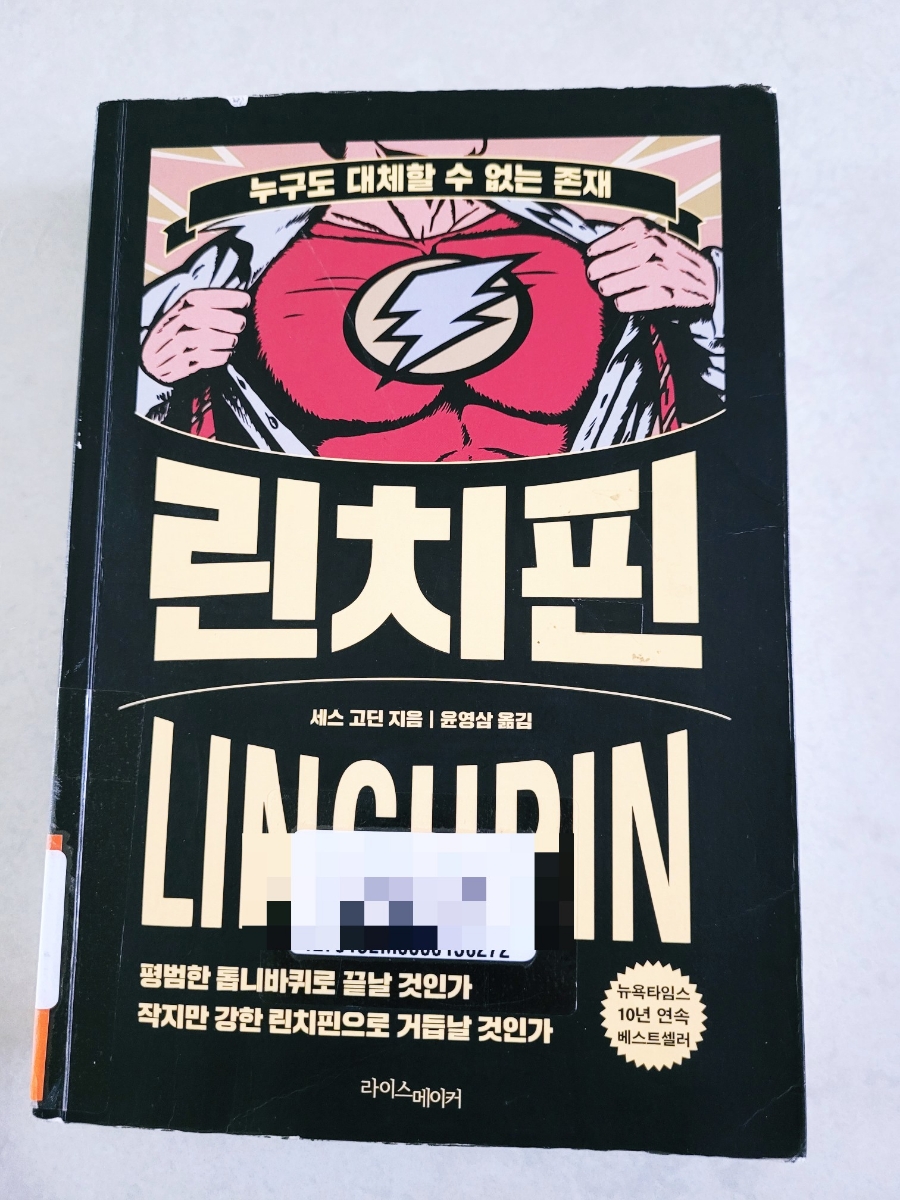 누구도 대체할 수 없는 존재
린치핀
세스 고딘 지음 | 윤영삼 옮김
LINCHPIN
평범한 톱니바퀴로 끝날 것인가
작지만 강한 린치핀으로 거듭날 것인가
뉴욕타임스
10년 연속
베스트셀러
라이스메이커